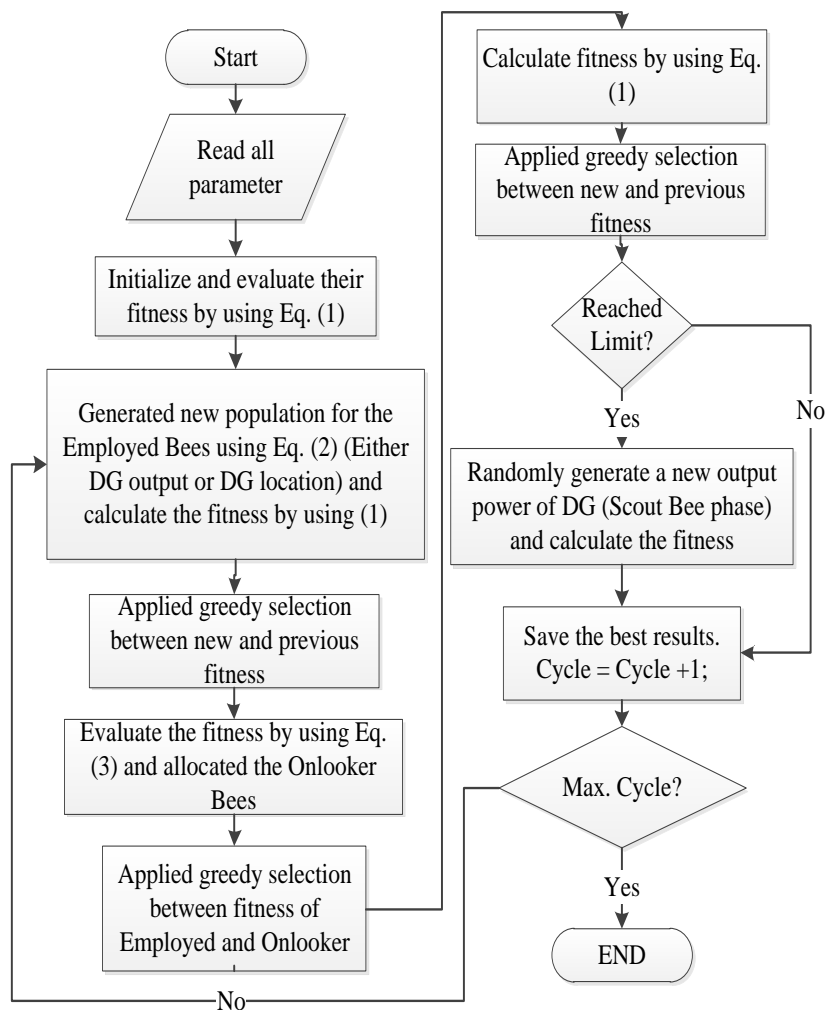 Start
Read all
parameter
Initialize and evaluate their
fitness by using Eq. (1)
Generated new population for the
Employed Bees using Eq. (2) (Either
DG output or DG location) and
calculate the fitness by using (1)
Applied greedy selection
between new and previous
fitness
Evaluate the fitness by using Eq.
(3) and allocated the Onlooker
Bees
Applied greedy selection
between fitness of
Employed and Onlooker
Calculate fitness by using Eq.
(1)
Applied greedy selection
between new and previous
fitness
Reached
Limit?
Yes
No
Randomly generate a new output
power of DG (Scout Bee phase)
and calculate the fitness
Save the best results.
Cycle = Cycle +1;
Max. Cycle?
Yes
END
No